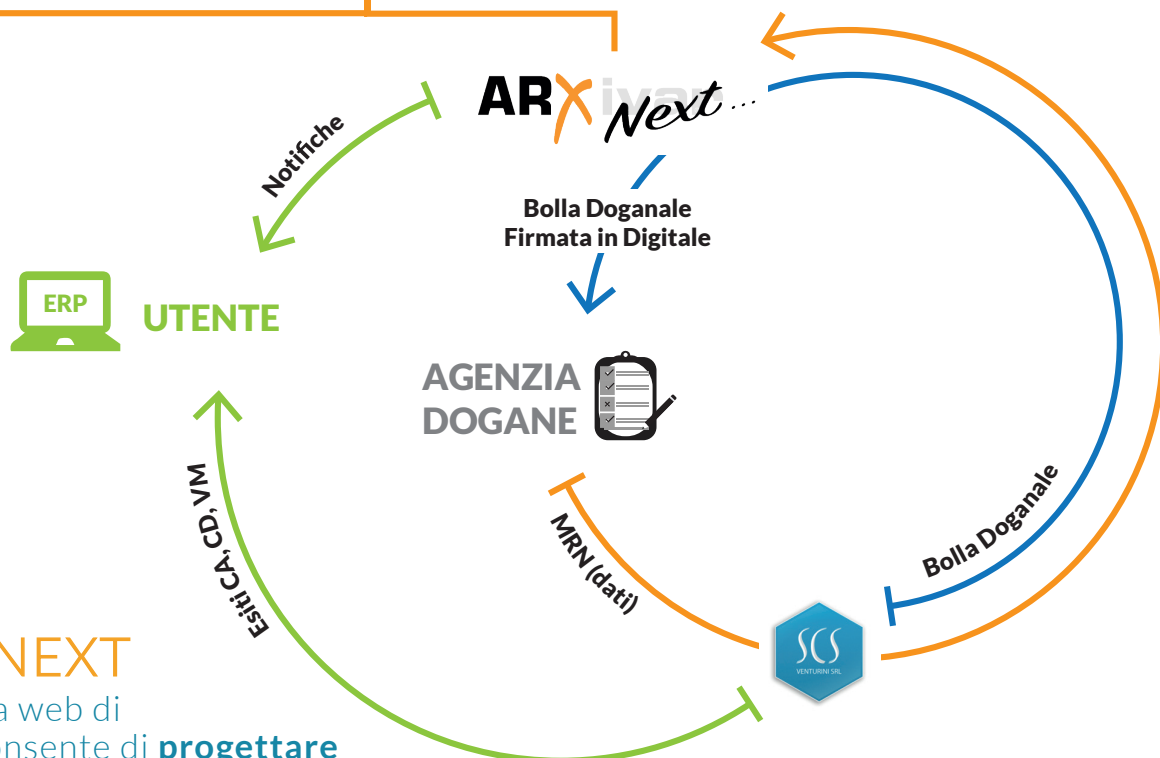 ARXivar
Next...
Notifiche
Bolla Doganale
Firmata in Digitale
ERP
UTENTE
AGENZIA
DOGANE
Esiti CA, CD, VM
MRN (dati)
Bolla Doganale
SCS
VENTURINI SRL
NEXT
a web di
onsente di progettare